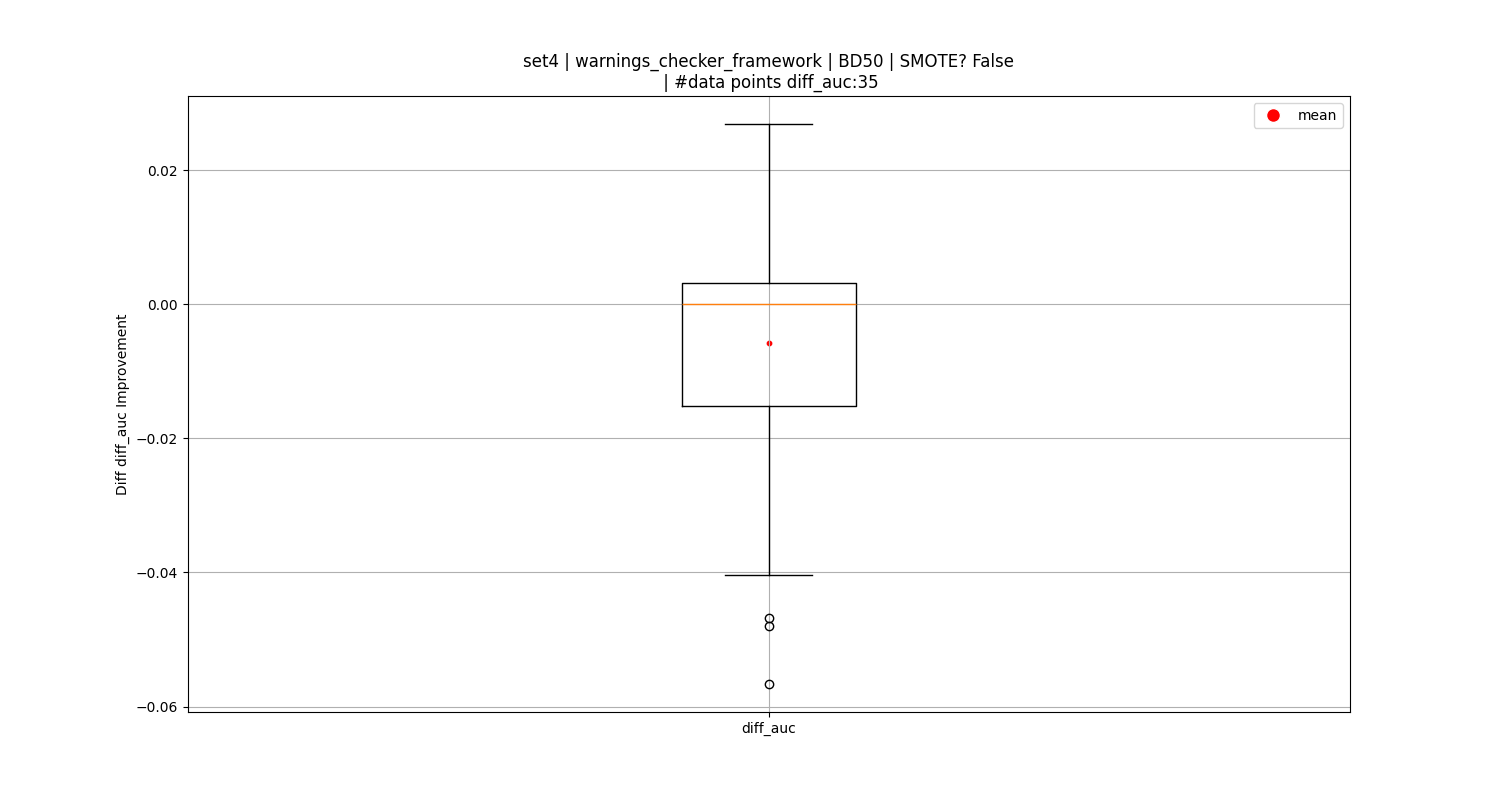 set4 | warnings_checker_framework | BD50 | SMOTE? False
| #data points diff_auc:35
mean
0.02
0.00
−0.02
−0.04
−0.06
Diff diff_auc Improvement
diff_auc